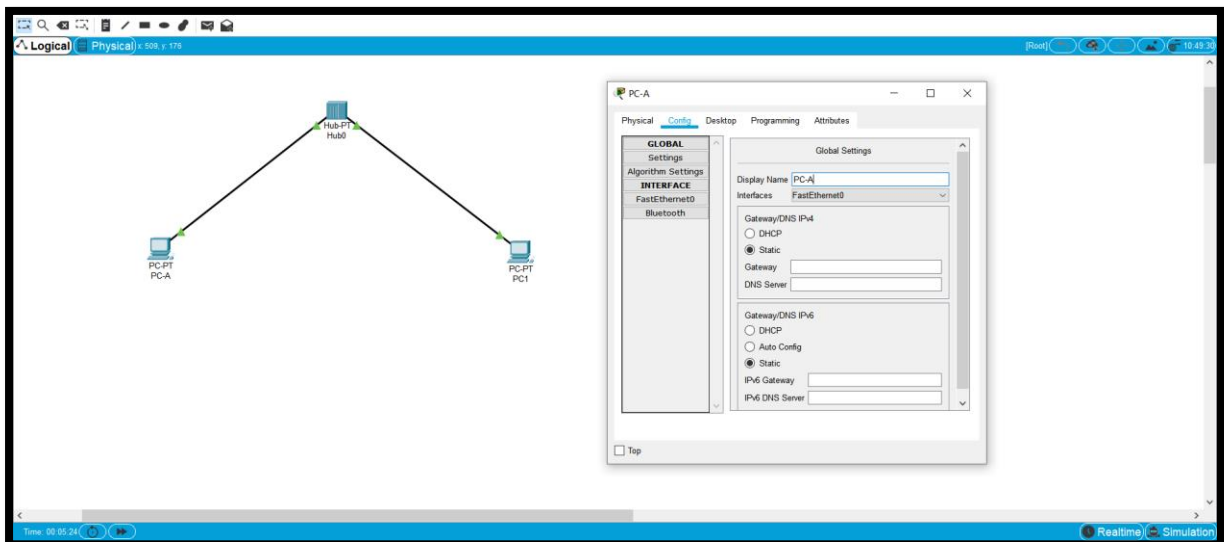 Logical Physical x: 509, y: 176 [Root] 10:49:30
PC-A
Physical Config Desktop Programming Attributes
GLOBAL
Settings
Algorithm Settings
INTERFACE
FastEthernet0
Bluetooth
Global Settings
Display Name PC-A
Interfaces FastEthernet0
Gateway/DNS IPv4
DHCP
Static
Gateway
DNS Server
Gateway/DNS IPv6
DHCP
Auto Config
Static
IPv6 Gateway
IPv6 DNS Server
Top
Hub-PT
Hub0
PC-PT
PC-A
PC-PT
PC1
Time: 00:05:24 Realtime Simulation